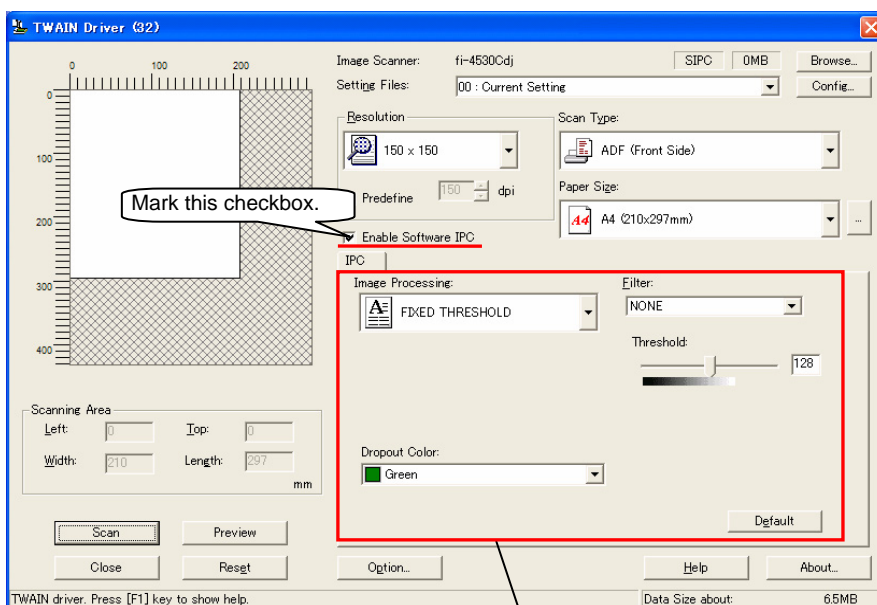 TWAIN Driver (32)
0 100 200
0
100
200
300
400
Image Scanner: fi-4530Cdj SIPC 0MB Browse...
Setting Files: 00 : Current Setting Config...
Resolution
150 × 150
Predefine 150 dpi
Scan Type:
ADF (Front Side)
Paper Size:
A4 A4 (210x297mm) ...
Mark this checkbox.
Enable Software IPC
IPC
Image Processing:
A FIXED THRESHOLD
Filter:
NONE
Threshold:
128
Dropout Color:
Green
Default
Scanning Area
Left: 0 Top: 0
Width: 210 Length: 297
mm
Scan Preview
Close Reset Option... Help About...
TWAIN driver. Press [F1] key to show help. Data Size about: 6.5MB